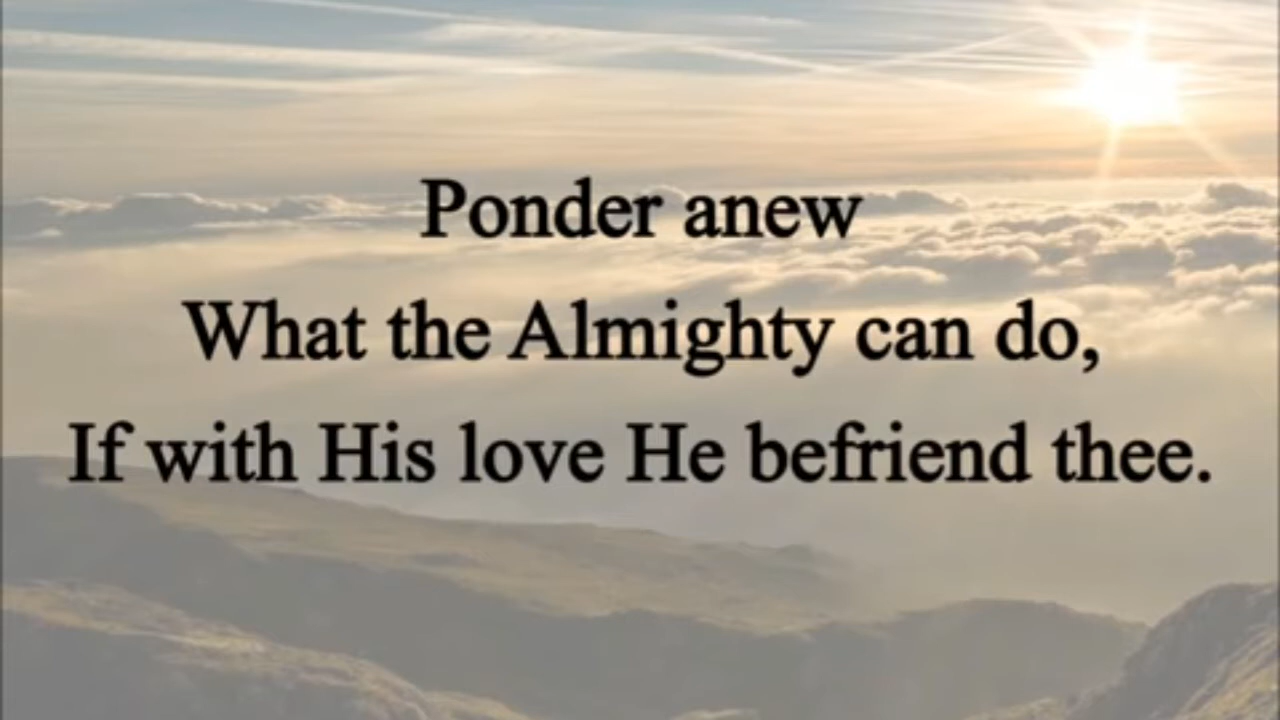 Ponder anew
What the Almighty can do,
If with His love He befriend thee.